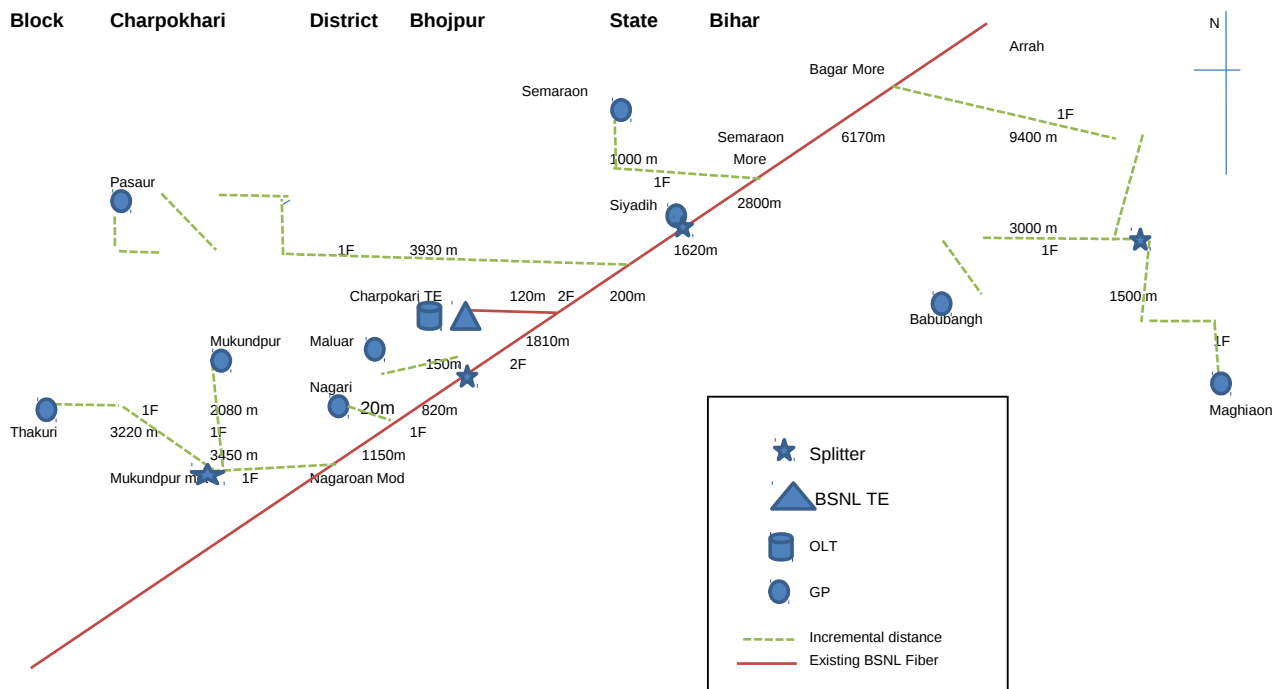 Block Charpokhari District Bhojpur State Bihar
N
Arrah
Bagar More
Semaraon
1F
6170m 9400 m
Semaraon
More
1000 m
1F
Pasaur
Siyadih
2800m
3000 m
1F
1F 3930 m
1620m
Charpokari TE
120m 2F 200m
1500 m
Babubangh
Mukundpur
Maluar
1810m
150m 2F
1F
Nagari
20m
820m
1F
Thakuri
1F
3220 m
2080 m
1F
3450 m
1F
Mukundpur m
1150m
Nagaroan Mod
Maghiaon
Splitter
BSNL TE
OLT
GP
Incremental distance
Existing BSNL Fiber